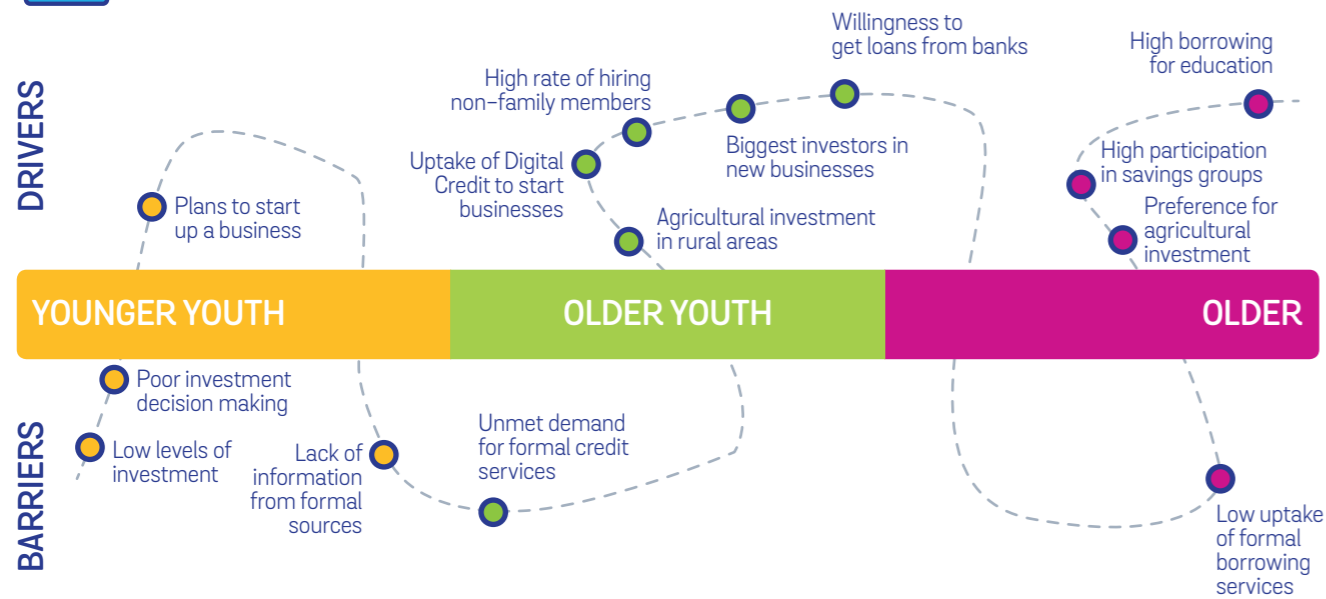 DRIVERS
Plans to start
up a business
High rate of hiring
non-family members
Uptake of Digital
Credit to start
businesses
Agricultural investment
in rural areas
Biggest investors in
new businesses
Willingness to
get loans from banks
High borrowing
for education
High participation
in savings groups
Preference for
agricultural
investment
YOUNGER YOUTH
OLDER YOUTH
OLDER
BARRIERS
Poor investment
decision making
Low levels of
investment
Lack of
information
from formal
sources
Unmet demand
for formal credit
services
Low uptake
of formal
borrowing
services